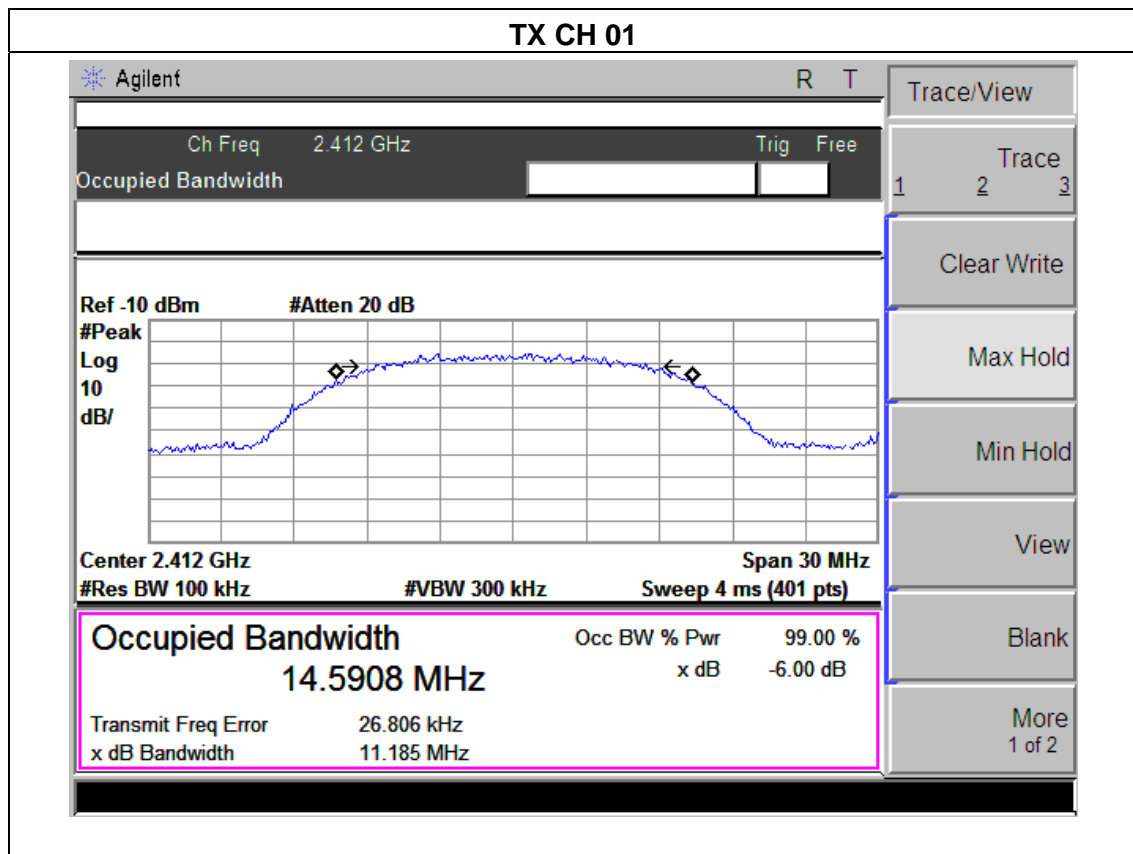 TX CH 01
Agilent R T
Trace/View
Ch Freq 2.412 GHz Trig Free
Occupied Bandwidth
Trace
1 2 3
Clear Write
Ref -10 dBm #Atten 20 dB
#Peak
Log
10
dB/
Max Hold
Min Hold
View
Center 2.412 GHz Span 30 MHz
#Res BW 100 kHz #VBW 300 kHz Sweep 4 ms (401 pts)
Occupied Bandwidth Occ BW % Pwr 99.00 %
14.5908 MHz x dB -6.00 dB
Blank
Transmit Freq Error 26.806 kHz
x dB Bandwidth 11.185 MHz
More
1 of 2